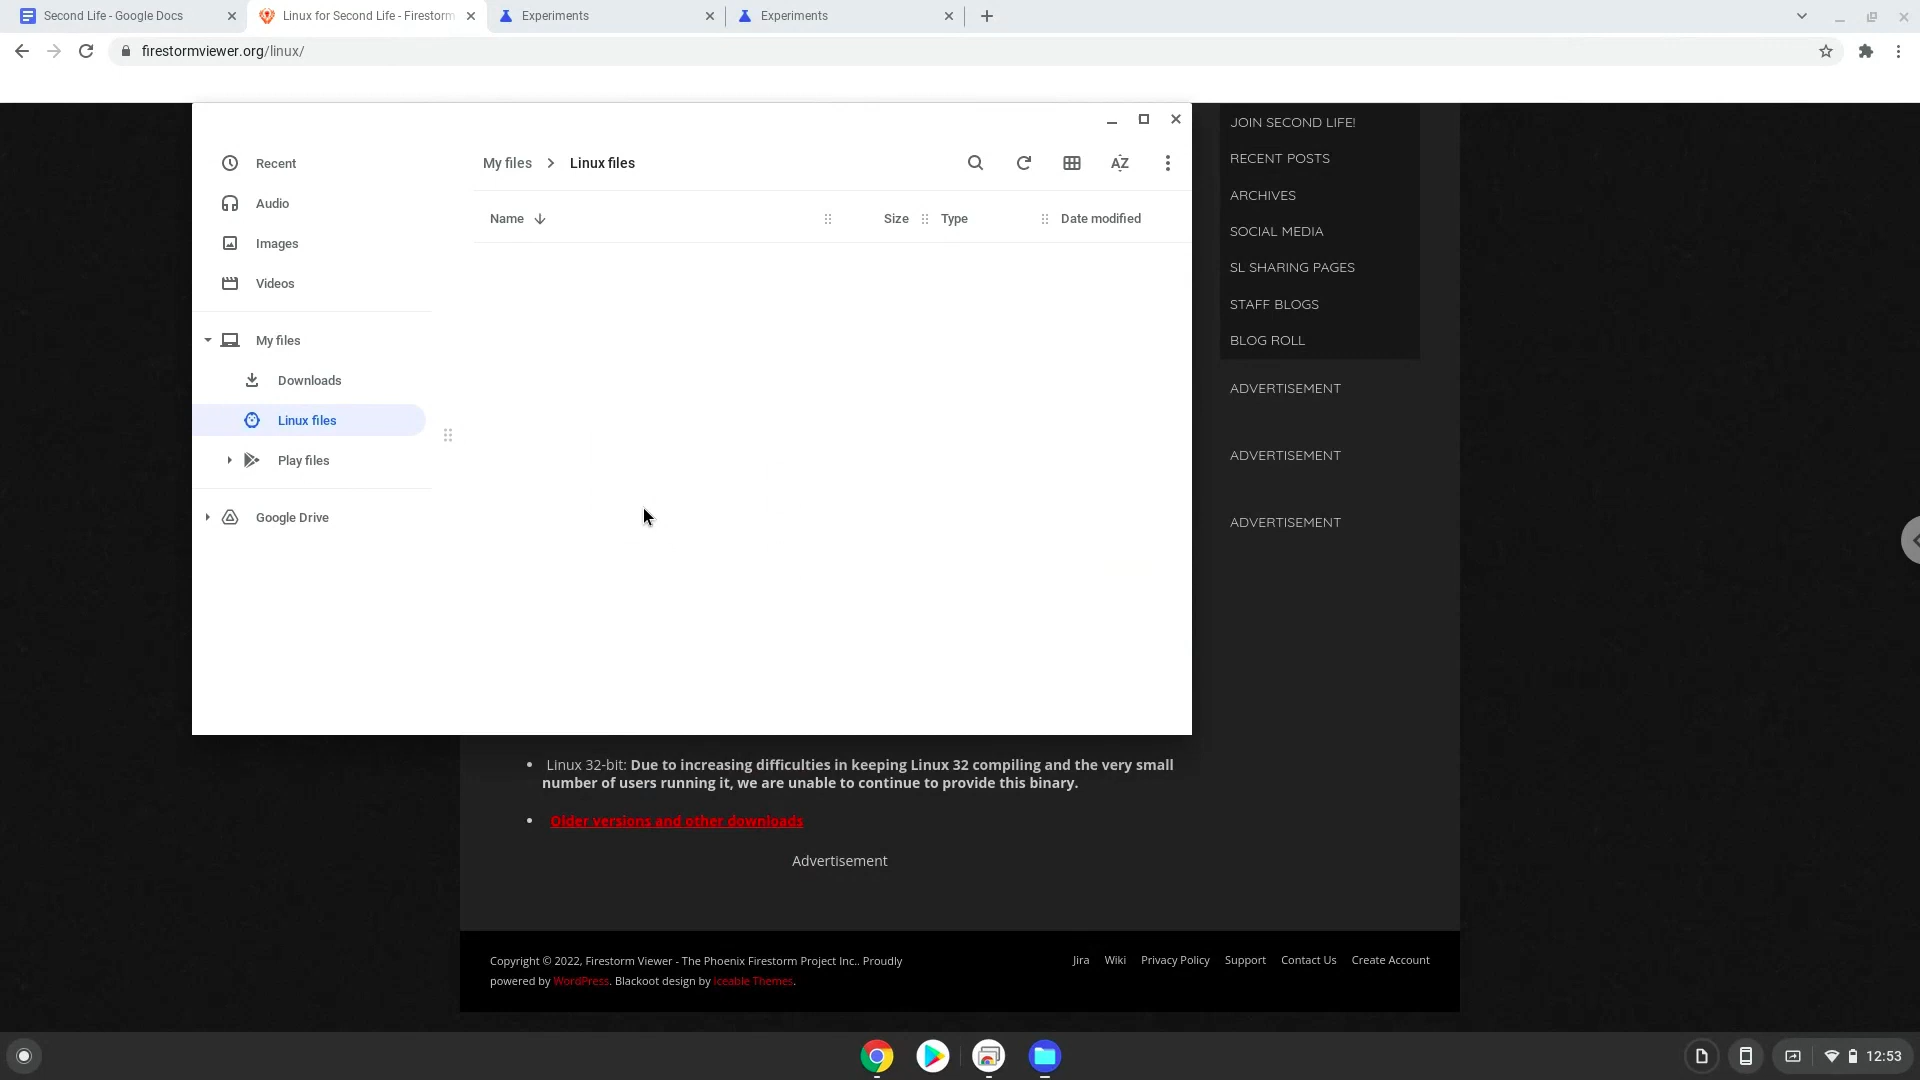 Second Life - Google Docs
Linux for Second Life - Firestorm
Experiments
Experiments
firestormviewer.org/linux/
Recent
Audio
Images
Videos
My files
Downloads
Linux files
Play files
Google Drive
My files > Linux files
AZ
Name
Size
Type
Date modified
JOIN SECOND LIFE!
RECENT POSTS
ARCHIVES
SOCIAL MEDIA
SL SHARING PAGES
STAFF BLOGS
BLOG ROLL
ADVERTISEMENT
ADVERTISEMENT
ADVERTISEMENT
Linux 32-bit: Due to increasing difficulties in keeping Linux 32 compiling and the very small
number of users running it, we are unable to continue to provide this binary.
Older versions and other downloads
Advertisement
Copyright © 2022, Firestorm Viewer - The Phoenix Firestorm Project Inc.. Proudly
powered by WordPress. Blackoot design by Iceable Themes.
Jira Wiki Privacy Policy Support Contact Us Create Account
12:53